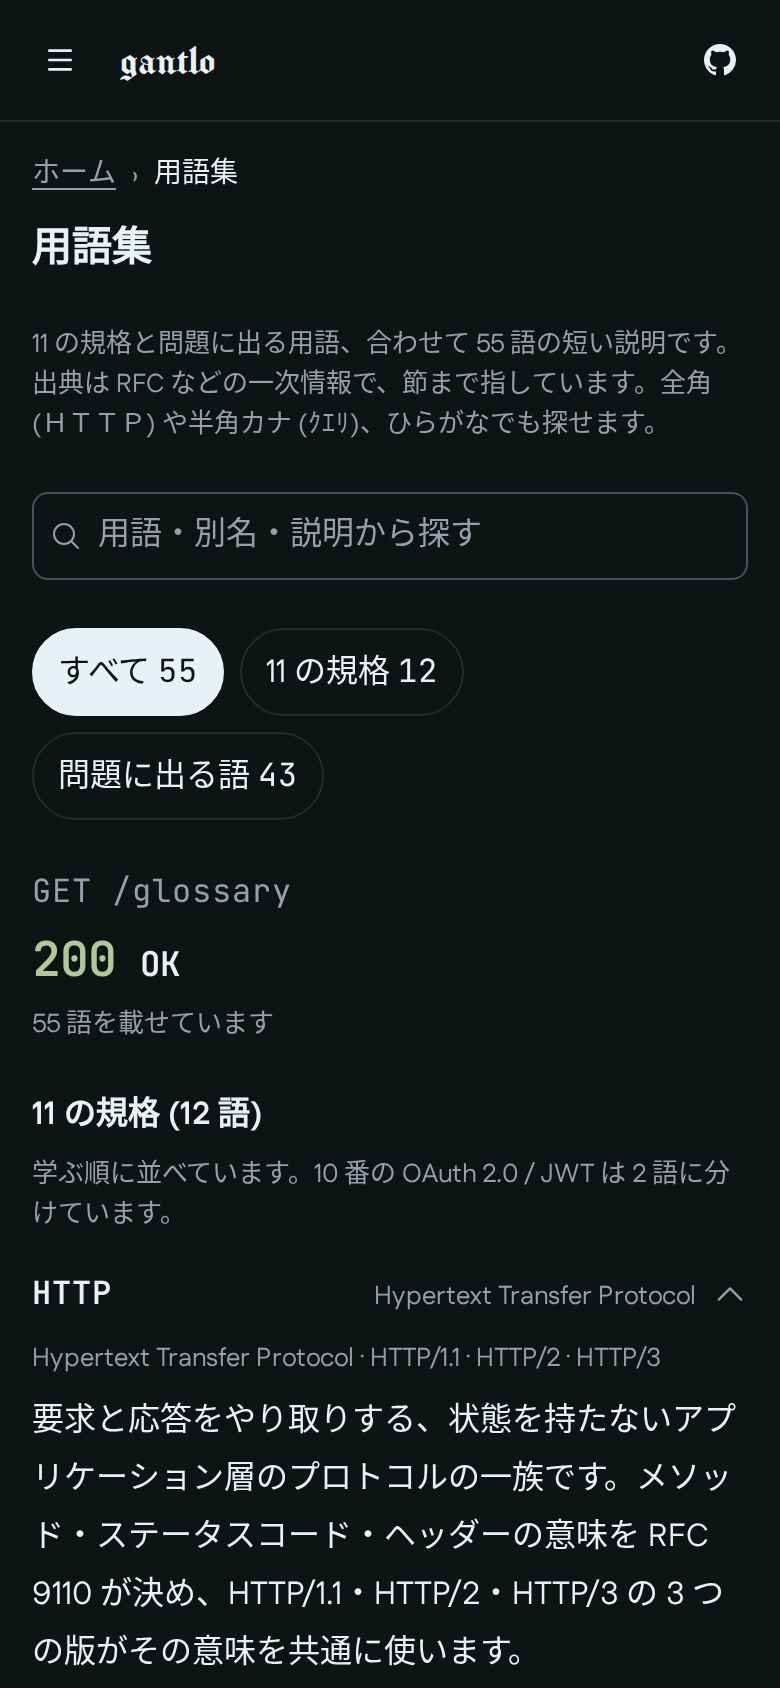 gantlo
ホーム › 用語集
用語集
11 の規格と問題に出る用語、合わせて 55 語の短い説明です。
出典は RFC などの一次情報で、節まで指しています。全角
(ＨＴＴＰ) や半角カナ (ｸｴﾘ)、ひらがなでも探せます。
用語・別名・説明から探す
すべて 55
11 の規格 12
問題に出る語 43
GET /glossary
200 OK
55 語を載せています
11 の規格 (12 語)
学ぶ順に並べています。10 番の OAuth 2.0 / JWT は 2 語に分
けています。
HTTP Hypertext Transfer Protocol
Hypertext Transfer Protocol · HTTP/1.1 · HTTP/2 · HTTP/3
要求と応答をやり取りする、状態を持たないアプ
リケーション層のプロトコルの一族です。メソッ
ド・ステータスコード・ヘッダーの意味を RFC
9110 が決め、HTTP/1.1・HTTP/2・HTTP/3 の 3 つ
の版がその意味を共通に使います。